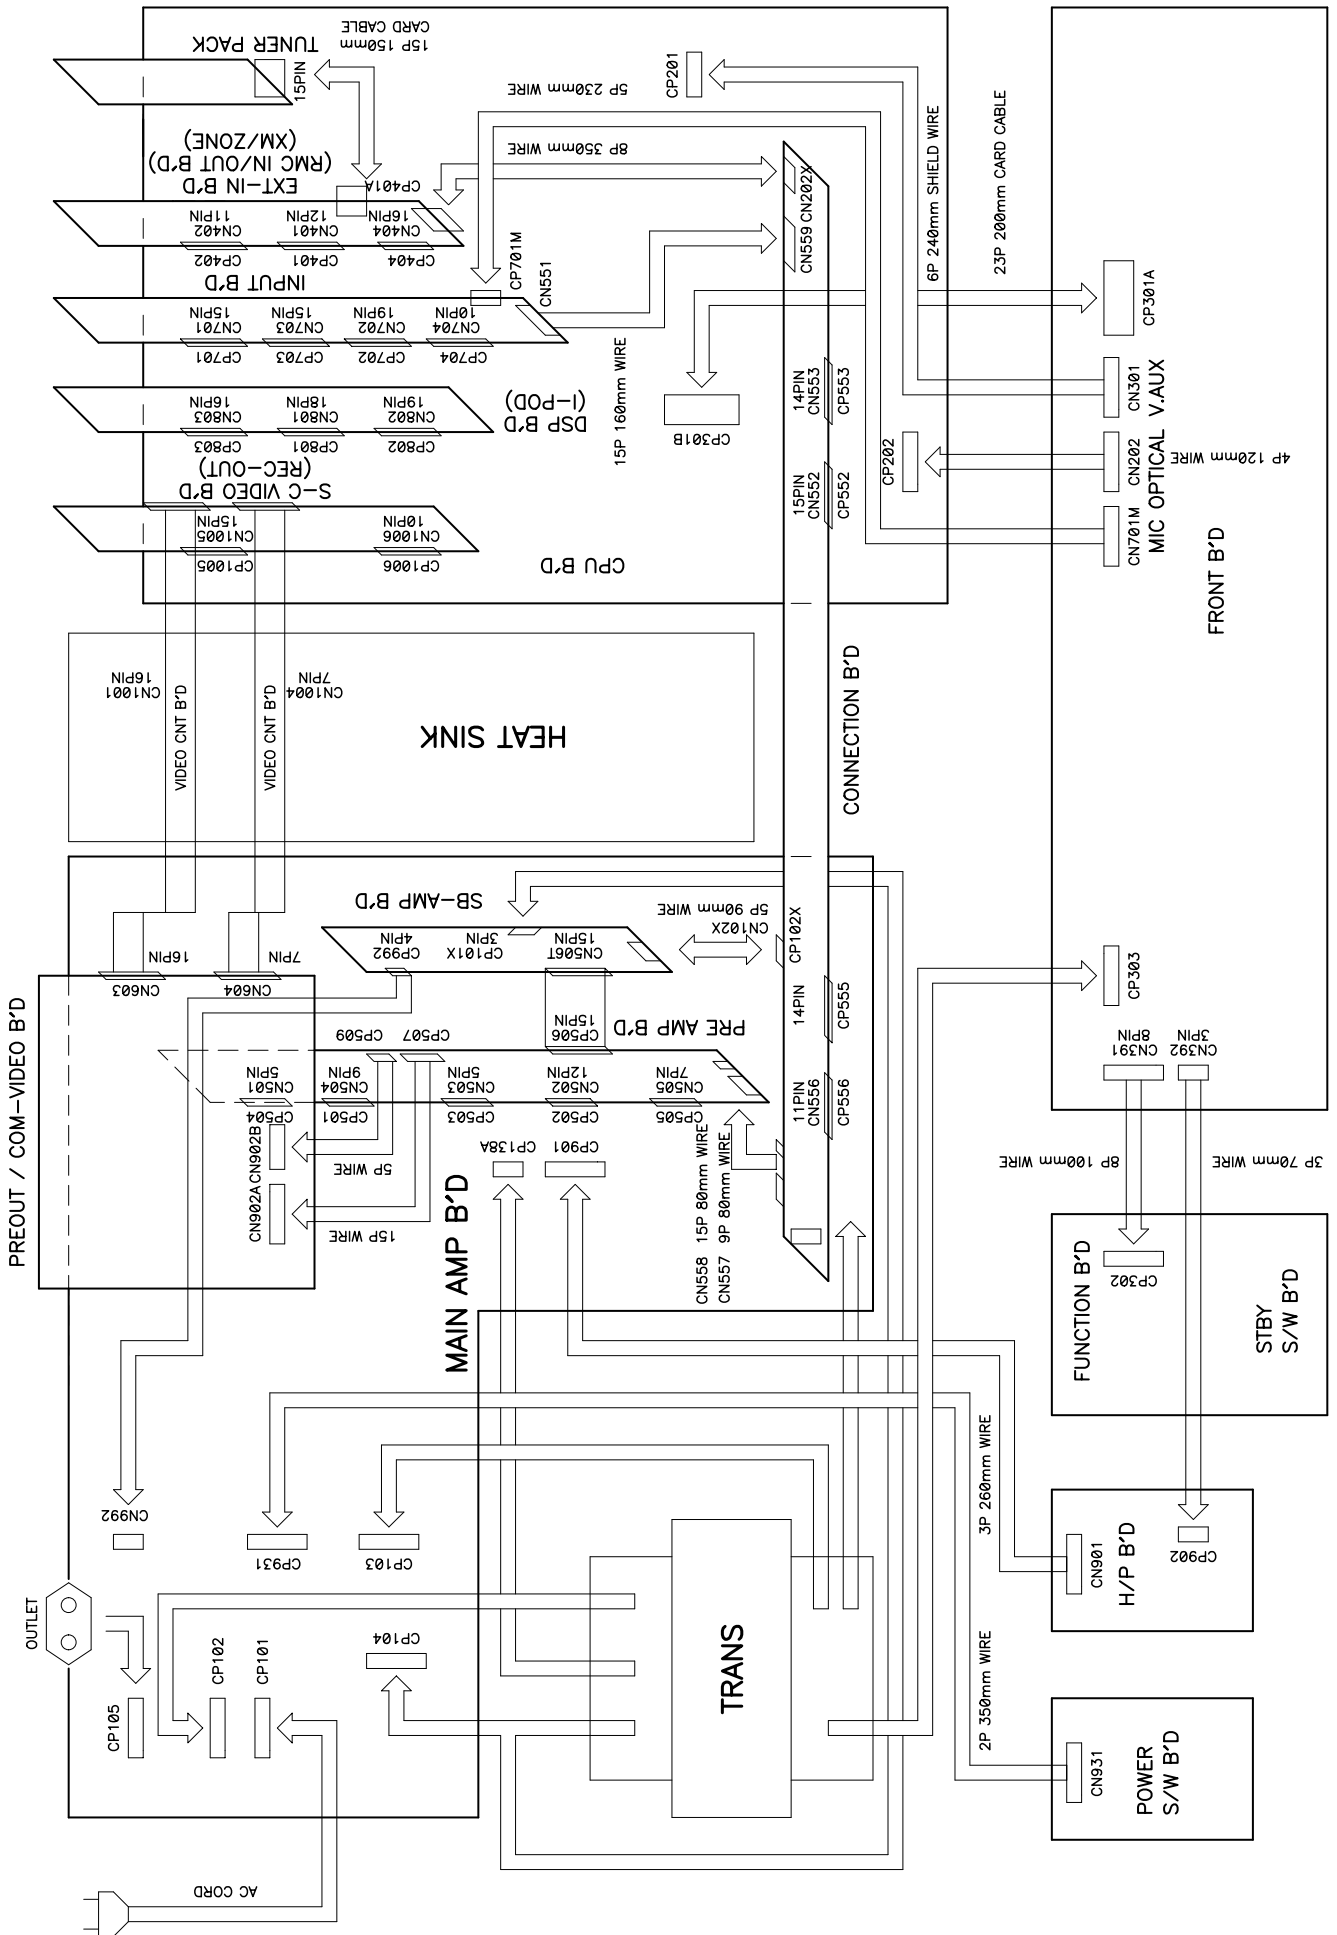 TUNER PACK
15PIN
15P 150mm
CARD CABLE
5P 230mm WIRE
CP201
(XM/ZONE)
(RMC IN/OUT B'D)
EXT-IN B'D
CP401A
8P 350mm WIRE
11PIN
CN402
12PIN
CN401
16PIN
CN404
CP402
CP401
CP404
CN559
CN202X
6P 240mm SHIELD WIRE
23P 200mm CARD CABLE
INPUT B'D
CP701M
CN551
15PIN
CN701
15PIN
CN703
19PIN
CN702
10PIN
CN704
CP701
CP703
CP702
CP704
CP301A
15P 160mm WIRE
16PIN
CN803
18PIN
CN801
19PIN
CN802
CP803
CP801
CP802
DSP B'D
(I-POD)
CP301B
14PIN
CN553
CP553
CN301
V.AUX
(REC-OUT)
S-C VIDEO B'D
15PIN
CN552
CP552
CP202
CN202
OPTICAL
4P 120mm WIRE
15PIN
CN1005
10PIN
CN1006
CP1005
CP1006
CPU B'D
CN701M
MIC
FRONT B'D
16PIN
CN1001
7PIN
CN1004
VIDEO CNT B'D
VIDEO CNT B'D
HEAT SINK
CONNECTION B'D
SB-AMP B'D
5P 90mm WIRE
CN102X
CP102X
16PIN
CN603
7PIN
CN604
4PIN
CP992
3PIN
CP101X
15PIN
CN506T
PREOUT / COM-VIDEO B'D
CP509
CP507
15PIN
CP506
PRE AMP B'D
14PIN
CP555
CP303
5PIN
CN501
9PIN
CN504
5PIN
CN503
12PIN
CN502
7PIN
CN505
CP504
CP501
CP503
CP502
CP505
11PIN
CN556
CP556
8PIN
CN391
3PIN
CN392
CN902B
CN902A
5P WIRE
15P WIRE
CP138A
CP901
MAIN AMP B'D
CN558 15P 80mm WIRE
CN557 9P 80mm WIRE
8P 100mm WIRE
3P 70mm WIRE
FUNCTION B'D
CP302
STBY
S/W B'D
CN992
CP931
CP103
3P 260mm WIRE
CN901
H/P B'D
CP902
OUTLET
CP105
CP102
CP101
CP104
TRANS
2P 350mm WIRE
CN931
POWER
S/W B'D
AC CORD